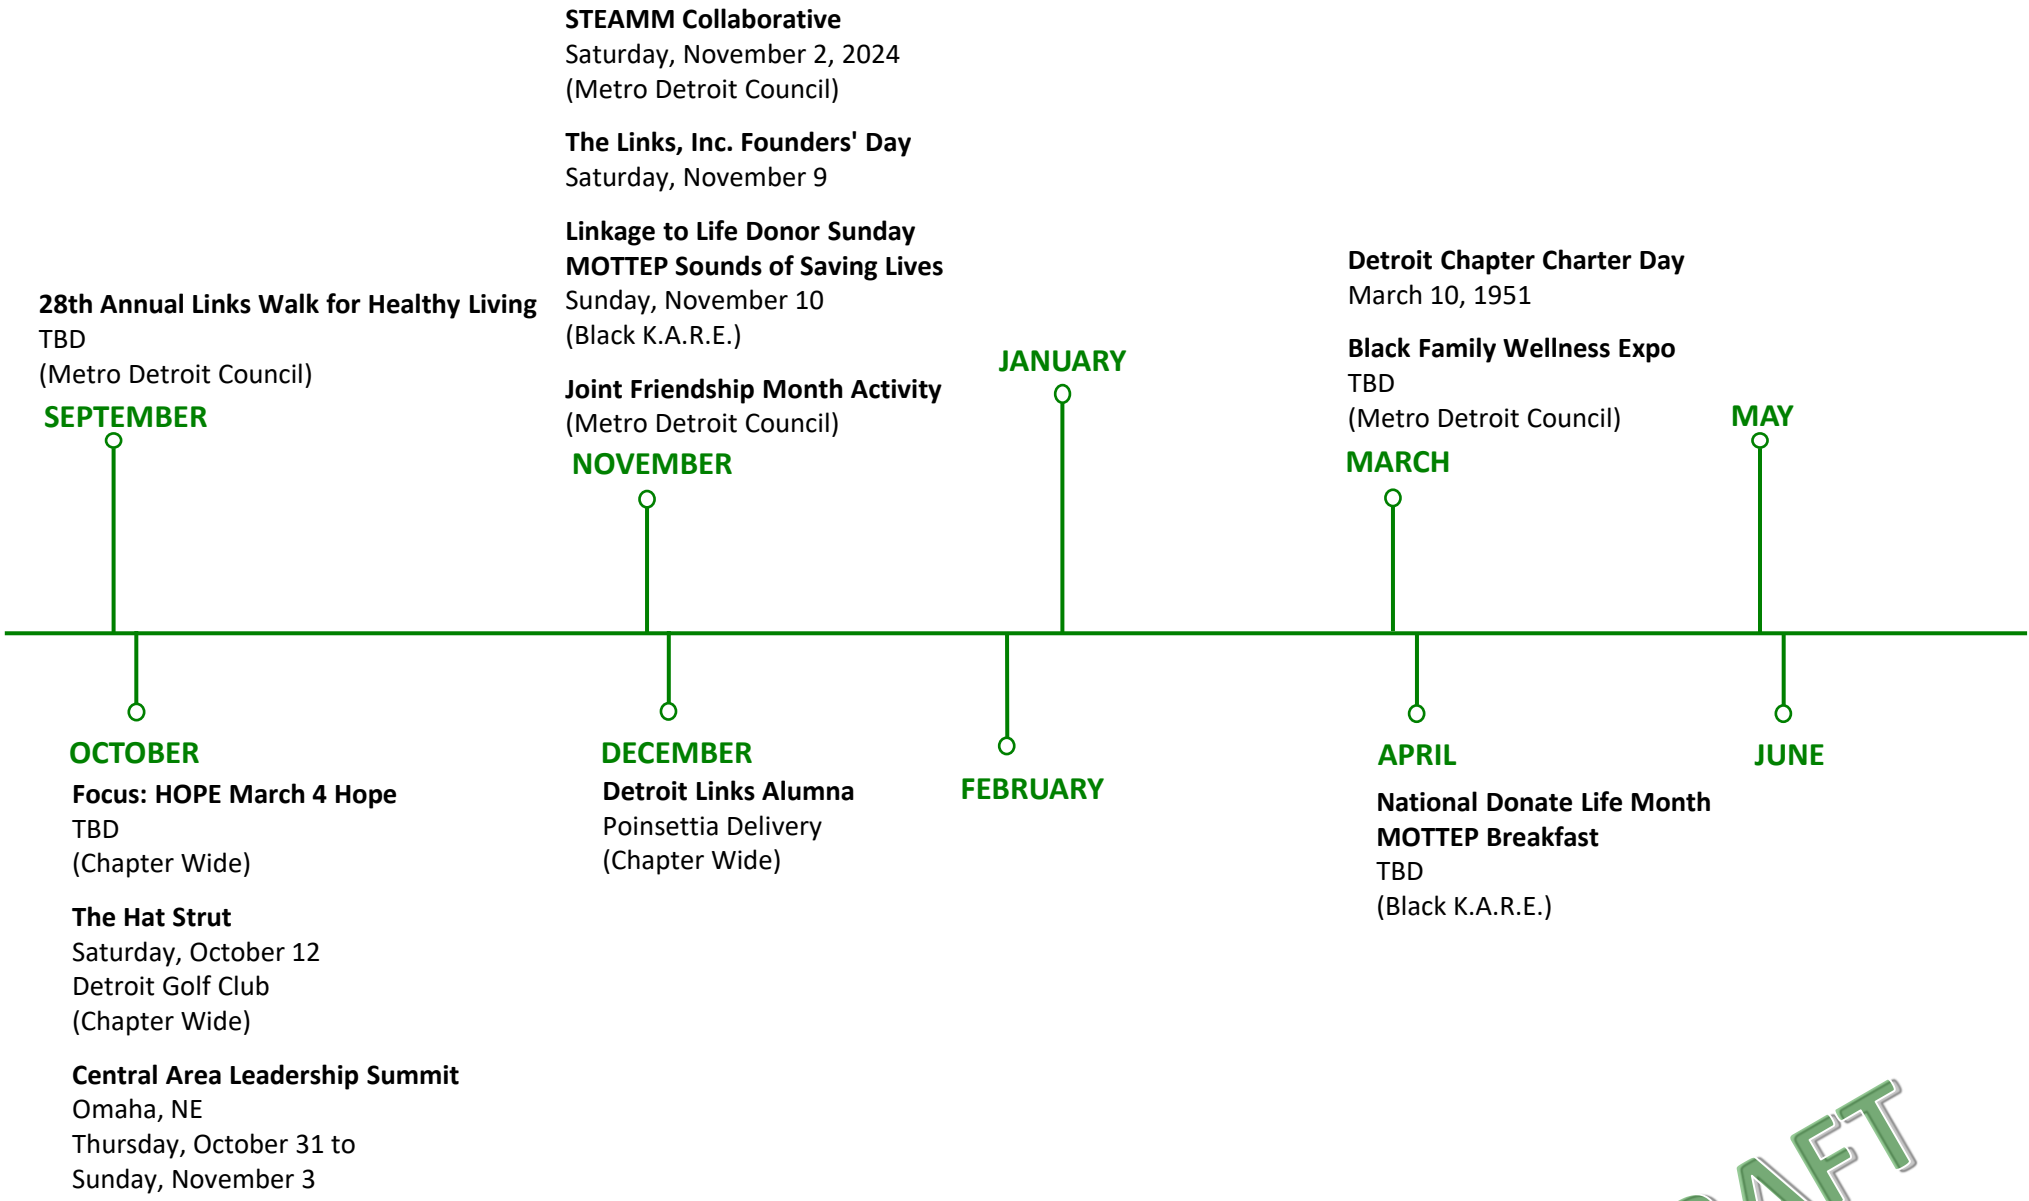 28th Annual Links Walk for Healthy Living
TBD
(Metro Detroit Council)
SEPTEMBER
OCTOBER
Focus: HOPE March 4 Hope
TBD
(Chapter Wide)
The Hat Strut
Saturday, October 12
Detroit Golf Club
(Chapter Wide)
Central Area Leadership Summit
Omaha, NE
Thursday, October 31 to
Sunday, November 3
STEAMM Collaborative
Saturday, November 2, 2024
(Metro Detroit Council)
The Links, Inc. Founders' Day
Saturday, November 9
Linkage to Life Donor Sunday
MOTTEP Sounds of Saving Lives
Sunday, November 10
(Black K.A.R.E.)
Joint Friendship Month Activity
(Metro Detroit Council)
NOVEMBER
DECEMBER
Detroit Links Alumna
Poinsettia Delivery
(Chapter Wide)
JANUARY
FEBRUARY
Detroit Chapter Charter Day
March 10, 1951
Black Family Wellness Expo
TBD
(Metro Detroit Council)
MARCH
APRIL
National Donate Life Month
MOTTEP Breakfast
TBD
(Black K.A.R.E.)
MAY
JUNE
RAFT